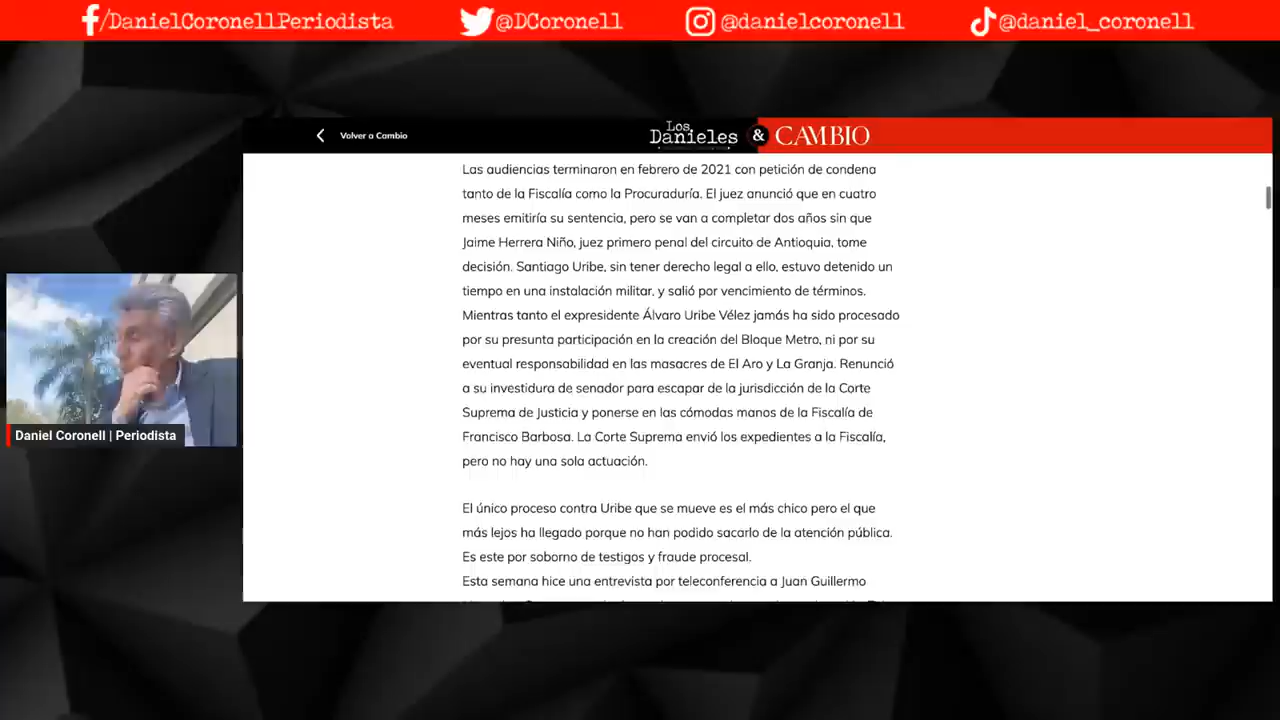 /DanielCoronellPeriodista
@DCoronell
@danielcoronell
@daniel_coronell
Volver a Cambio
Los Danieles & CAMBIO
Las audiencias terminaron en febrero de 2021 con petición de condena
tanto de la Fiscalía como la Procuraduría. El juez anunció que en cuatro
meses emitiría su sentencia, pero se van a completar dos años sin que
Jaime Herrera Niño, juez primero penal del circuito de Antioquia, tome
decisión. Santiago Uribe, sin tener derecho legal a ello, estuvo detenido un
tiempo en una instalación militar, y salió por vencimiento de términos.
Mientras tanto el expresidente Álvaro Uribe Vélez jamás ha sido procesado
por su presunta participación en la creación del Bloque Metro, ni por su
eventual responsabilidad en las masacres de El Aro y La Granja. Renunció
a su investidura de senador para escapar de la jurisdicción de la Corte
Suprema de Justicia y ponerse en las cómodas manos de la Fiscalía de
Francisco Barbosa. La Corte Suprema envió los expedientes a la Fiscalía,
pero no hay una sola actuación.
El único proceso contra Uribe que se mueve es el más chico pero el que
más lejos ha llegado porque no han podido sacarlo de la atención pública.
Es este por soborno de testigos y fraude procesal.
Esta semana hice una entrevista por teleconferencia a Juan Guillermo
Daniel Coronell | Periodista